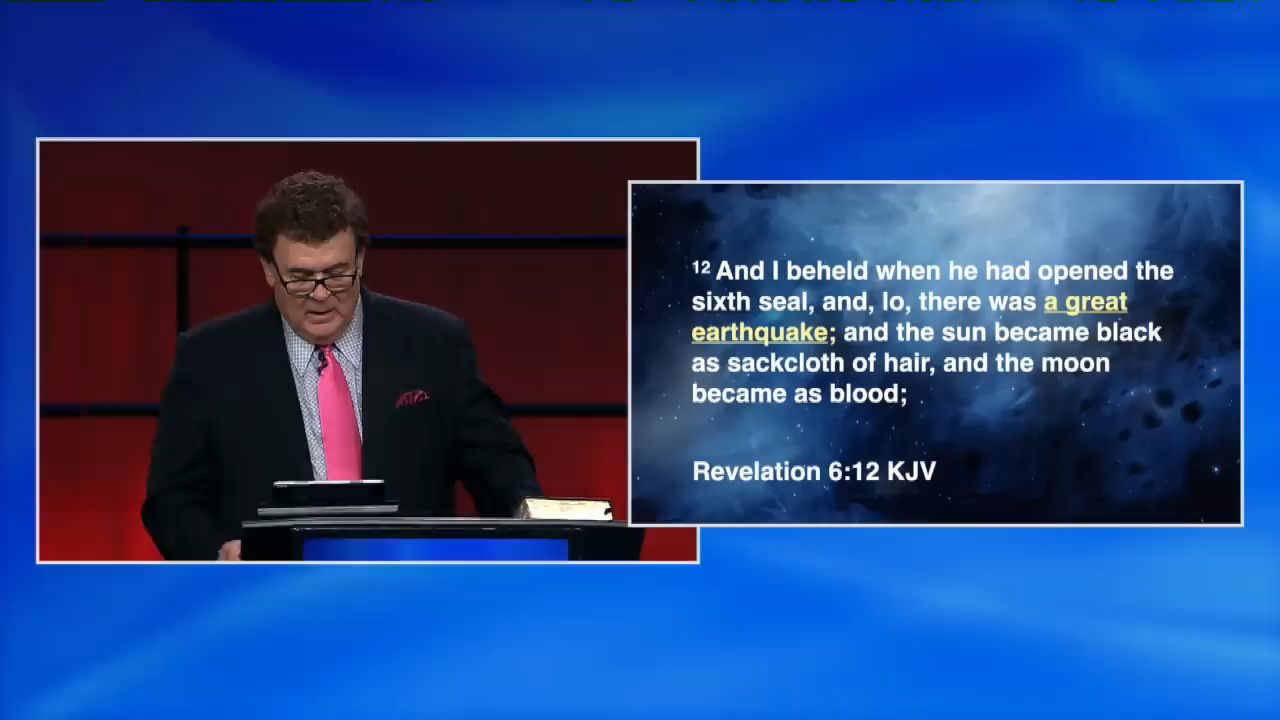 ¹² And I beheld when he had opened the
sixth seal, and, lo, there was a great
earthquake; and the sun became black
as sackcloth of hair, and the moon
became as blood;
Revelation 6:12 KJV